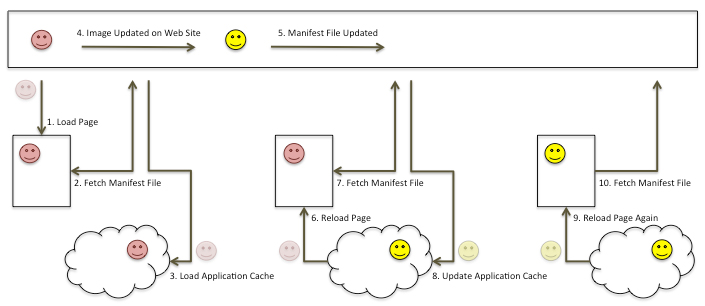 4. Image Updated on Web Site
5. Manifest File Updated
1. Load Page
2. Fetch Manifest File
7. Fetch Manifest File
10. Fetch Manifest File
6. Reload Page
9. Reload Page Again
3. Load Application Cache
8. Update Application Cache